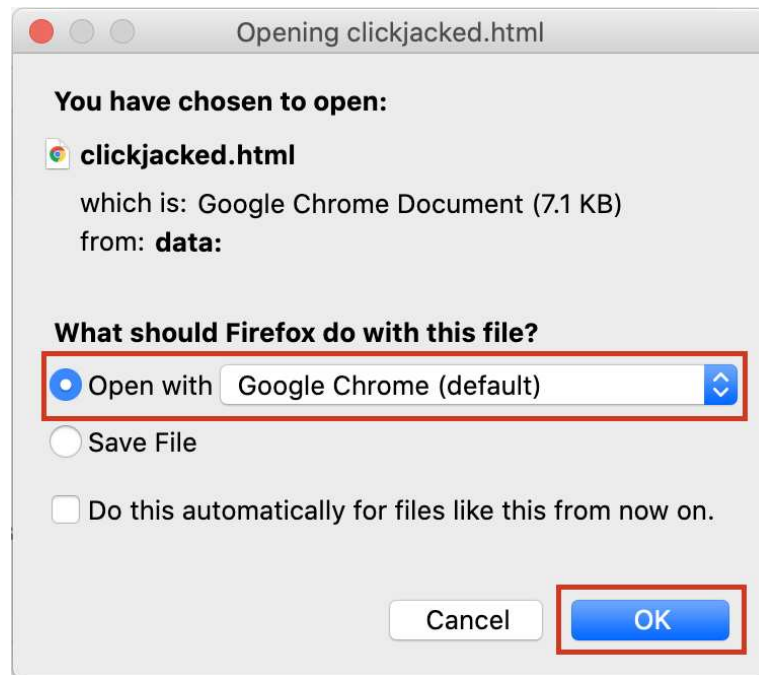 Opening clickjacked.html
You have chosen to open:
clickjacked.html
which is: Google Chrome Document (7.1 KB)
from: data:
What should Firefox do with this file?
Open with Google Chrome (default)
Save File
Do this automatically for files like this from now on.
Cancel OK